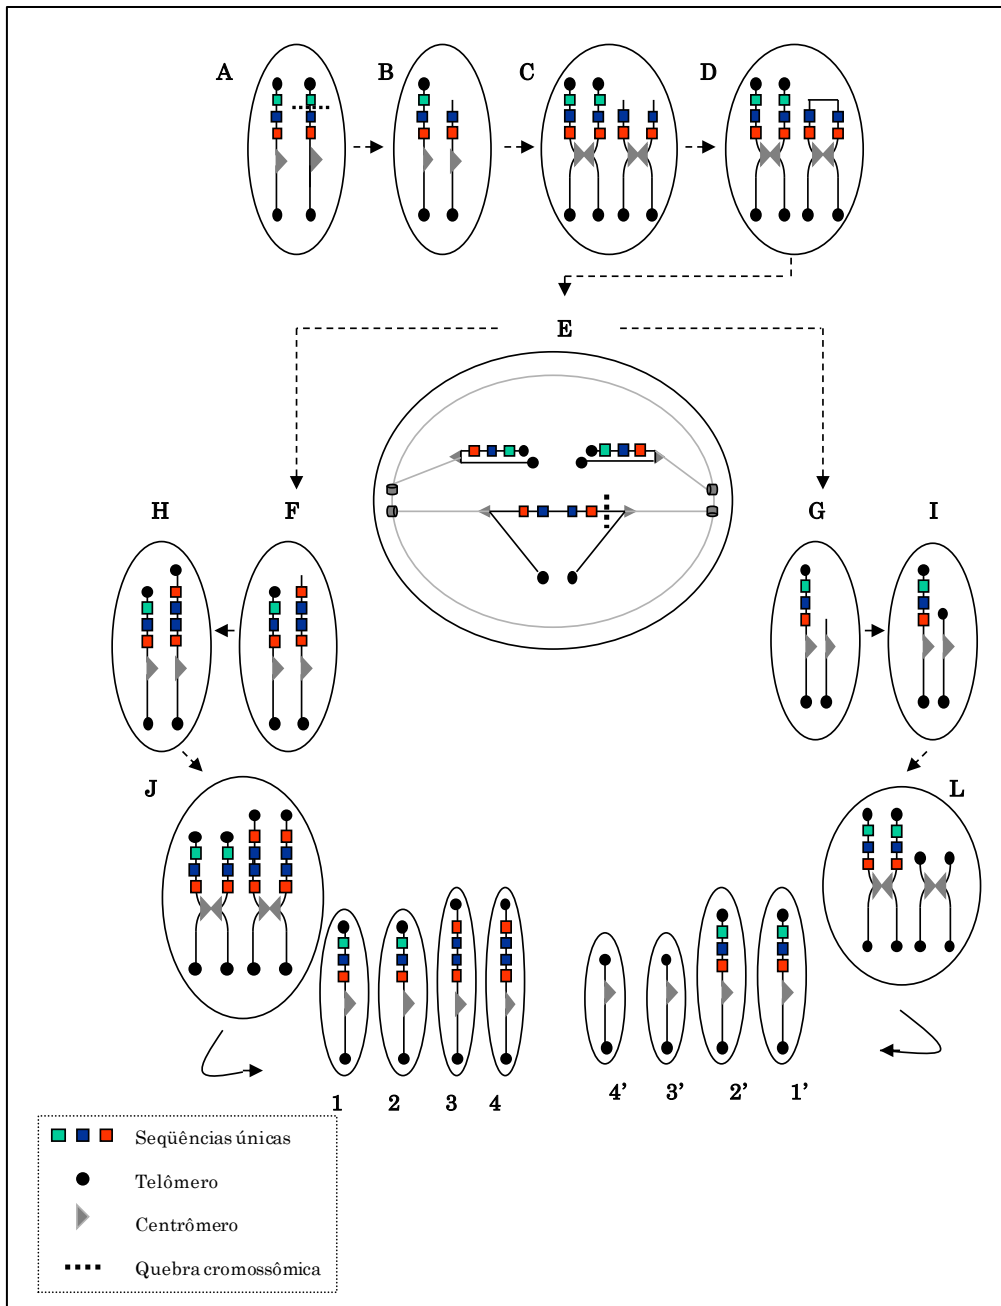 A B C D
E
H F G I
J L
1 2 3 4 4’ 3’ 2’ 1’
Seqüências únicas
Telômero
Centrômero
Quebra cromossômica